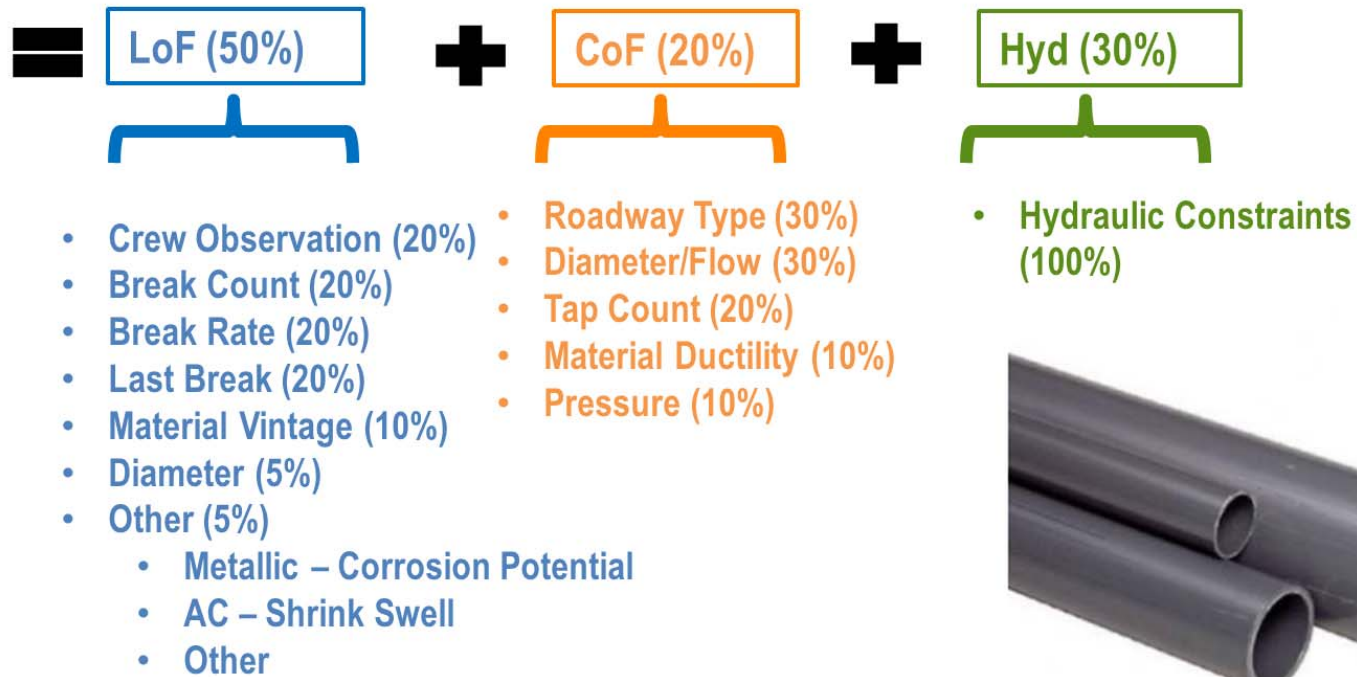 = LoF (50%) + CoF (20%) + Hyd (30%)
• Crew Observation (20%)
• Break Count (20%)
• Break Rate (20%)
• Last Break (20%)
• Material Vintage (10%)
• Diameter (5%)
• Other (5%)
• Metallic – Corrosion Potential
• AC – Shrink Swell
• Other
• Roadway Type (30%)
• Diameter/Flow (30%)
• Tap Count (20%)
• Material Ductility (10%)
• Pressure (10%)
• Hydraulic Constraints
(100%)